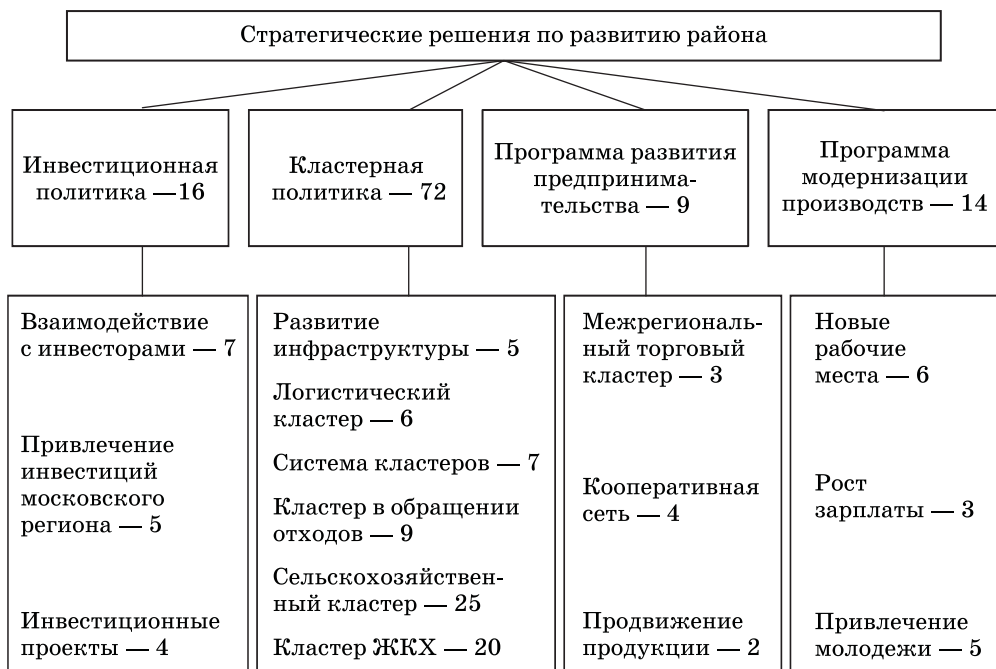 Стратегические решения по развитию района
Инвестиционная
политика —16
Кластерная
политика — 72
Программа развития
предпринима-
тельства — 9
Программа
модернизации
производств — 14
Взаимодействие
с инвесторами — 7
Привлечение
инвестиций
московского
региона — 5
Инвестиционные
проекты — 4
Развитие
инфраструктуры — 5
Логистический
кластер — 6
Система кластеров — 7
Кластер в обращении
отходов — 9
Сельскохозяйствен-
ный кластер — 25
Кластер ЖКХ — 20
Межрегиональ-
ный торговый
кластер — 3
Кооперативная
сеть — 4
Продвижение
продукции — 2
Новые
рабочие
места — 6
Рост
зарплаты — 3
Привлечение
молодежи — 5